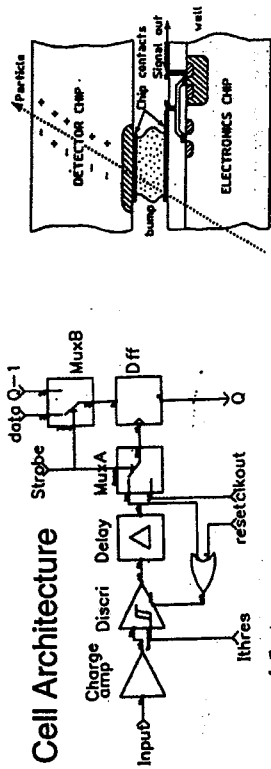 Cell Architecture
Charge
amp
Discri
Delay
MuxA
Strobe
data
Q-1
MuxB
Dff
Q
Input
Ithres
reset
clkout
Particle
DETECTOR CHIP
Chip contacts
bump
Signal out
well
ELECTRONICS CHIP